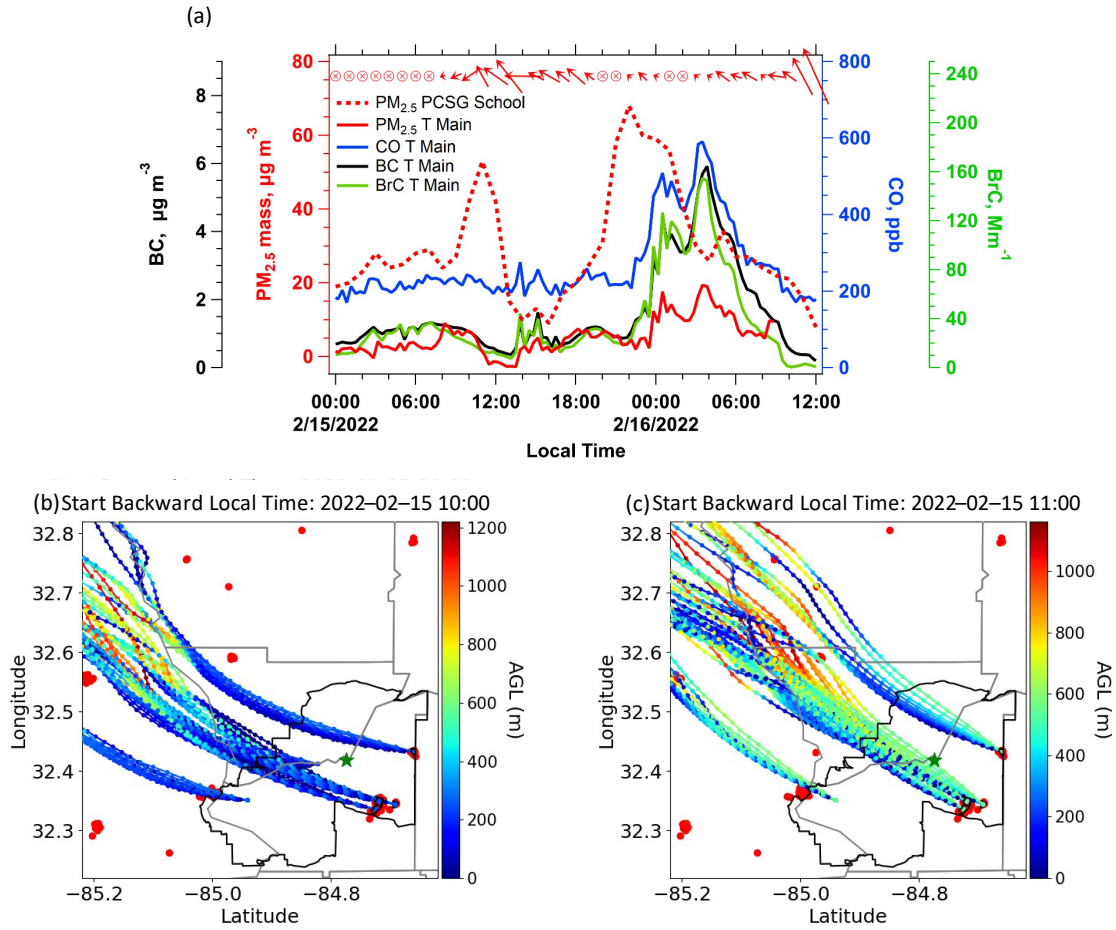 (a)
80
60
40
20
0
8
6
4
2
0
BC, µg m⁻³
PM₂.₅ mass, µg m⁻³
PM₂.₅ PCSG School
PM₂.₅ T Main
CO T Main
BC T Main
BrC T Main
800
600
400
200
0
CO, ppb
240
200
160
120
80
40
0
BrC, Mm⁻¹
00:00 06:00 12:00 18:00 00:00 06:00 12:00
2/15/2022 2/16/2022
Local Time
(b) Start Backward Local Time: 2022–02–15 10:00
32.8
32.7
32.6
32.5
32.4
32.3
Longitude
−85.2 −85.0 −84.8
Latitude
1200
1000
800
600
400
200
0
AGL (m)
(c) Start Backward Local Time: 2022–02–15 11:00
32.8
32.7
32.6
32.5
32.4
32.3
Longitude
−85.2 −85.0 −84.8
Latitude
1000
800
600
400
200
0
AGL (m)